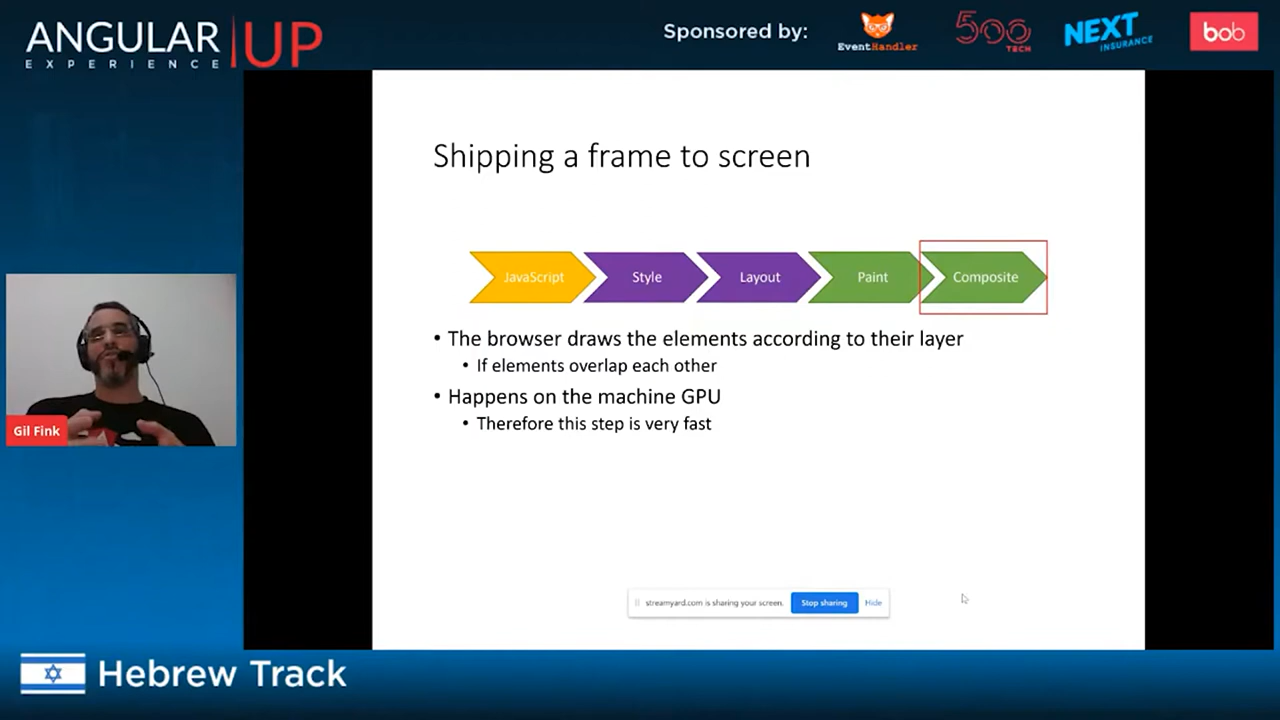 ANGULAR UP
EXPERIENCE
Sponsored by:
EventHandler
500
TECH
NEXT
INSURANCE
bob
Shipping a frame to screen
JavaScript
Style
Layout
Paint
Composite
• The browser draws the elements according to their layer
• If elements overlap each other
• Happens on the machine GPU
• Therefore this step is very fast
Gil Fink
streamyard.com is sharing your screen.
Stop sharing
Hide
Hebrew Track